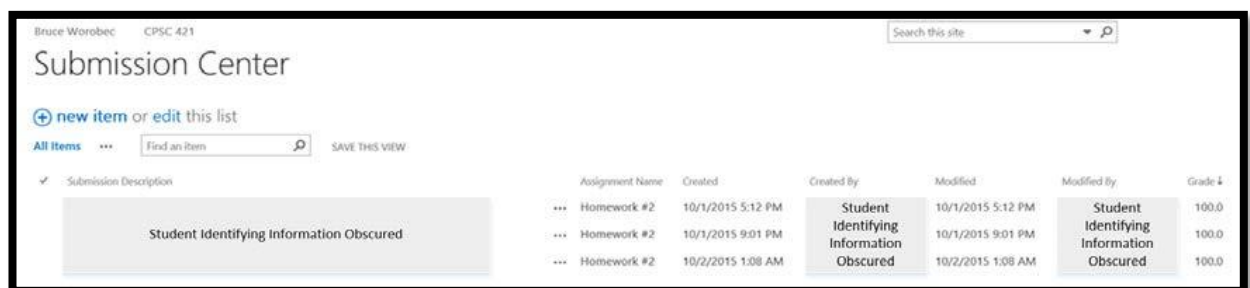 Bruce Worobec CPSC 421 Search this site
Submission Center
new item or edit this list
All Items ... Find an item SAVE THIS VIEW
Submission Description Assignment Name Created Created By Modified Modified By Grade
Student Identifying Information Obscured
... Homework #2 10/1/2015 5:12 PM 10/1/2015 5:12 PM 100.0
... Homework #2 10/1/2015 9:01 PM 10/1/2015 9:01 PM 100.0
... Homework #2 10/2/2015 1:08 AM 10/2/2015 1:08 AM 100.0
Student
Identifying
Information
Obscured
Student
Identifying
Information
Obscured